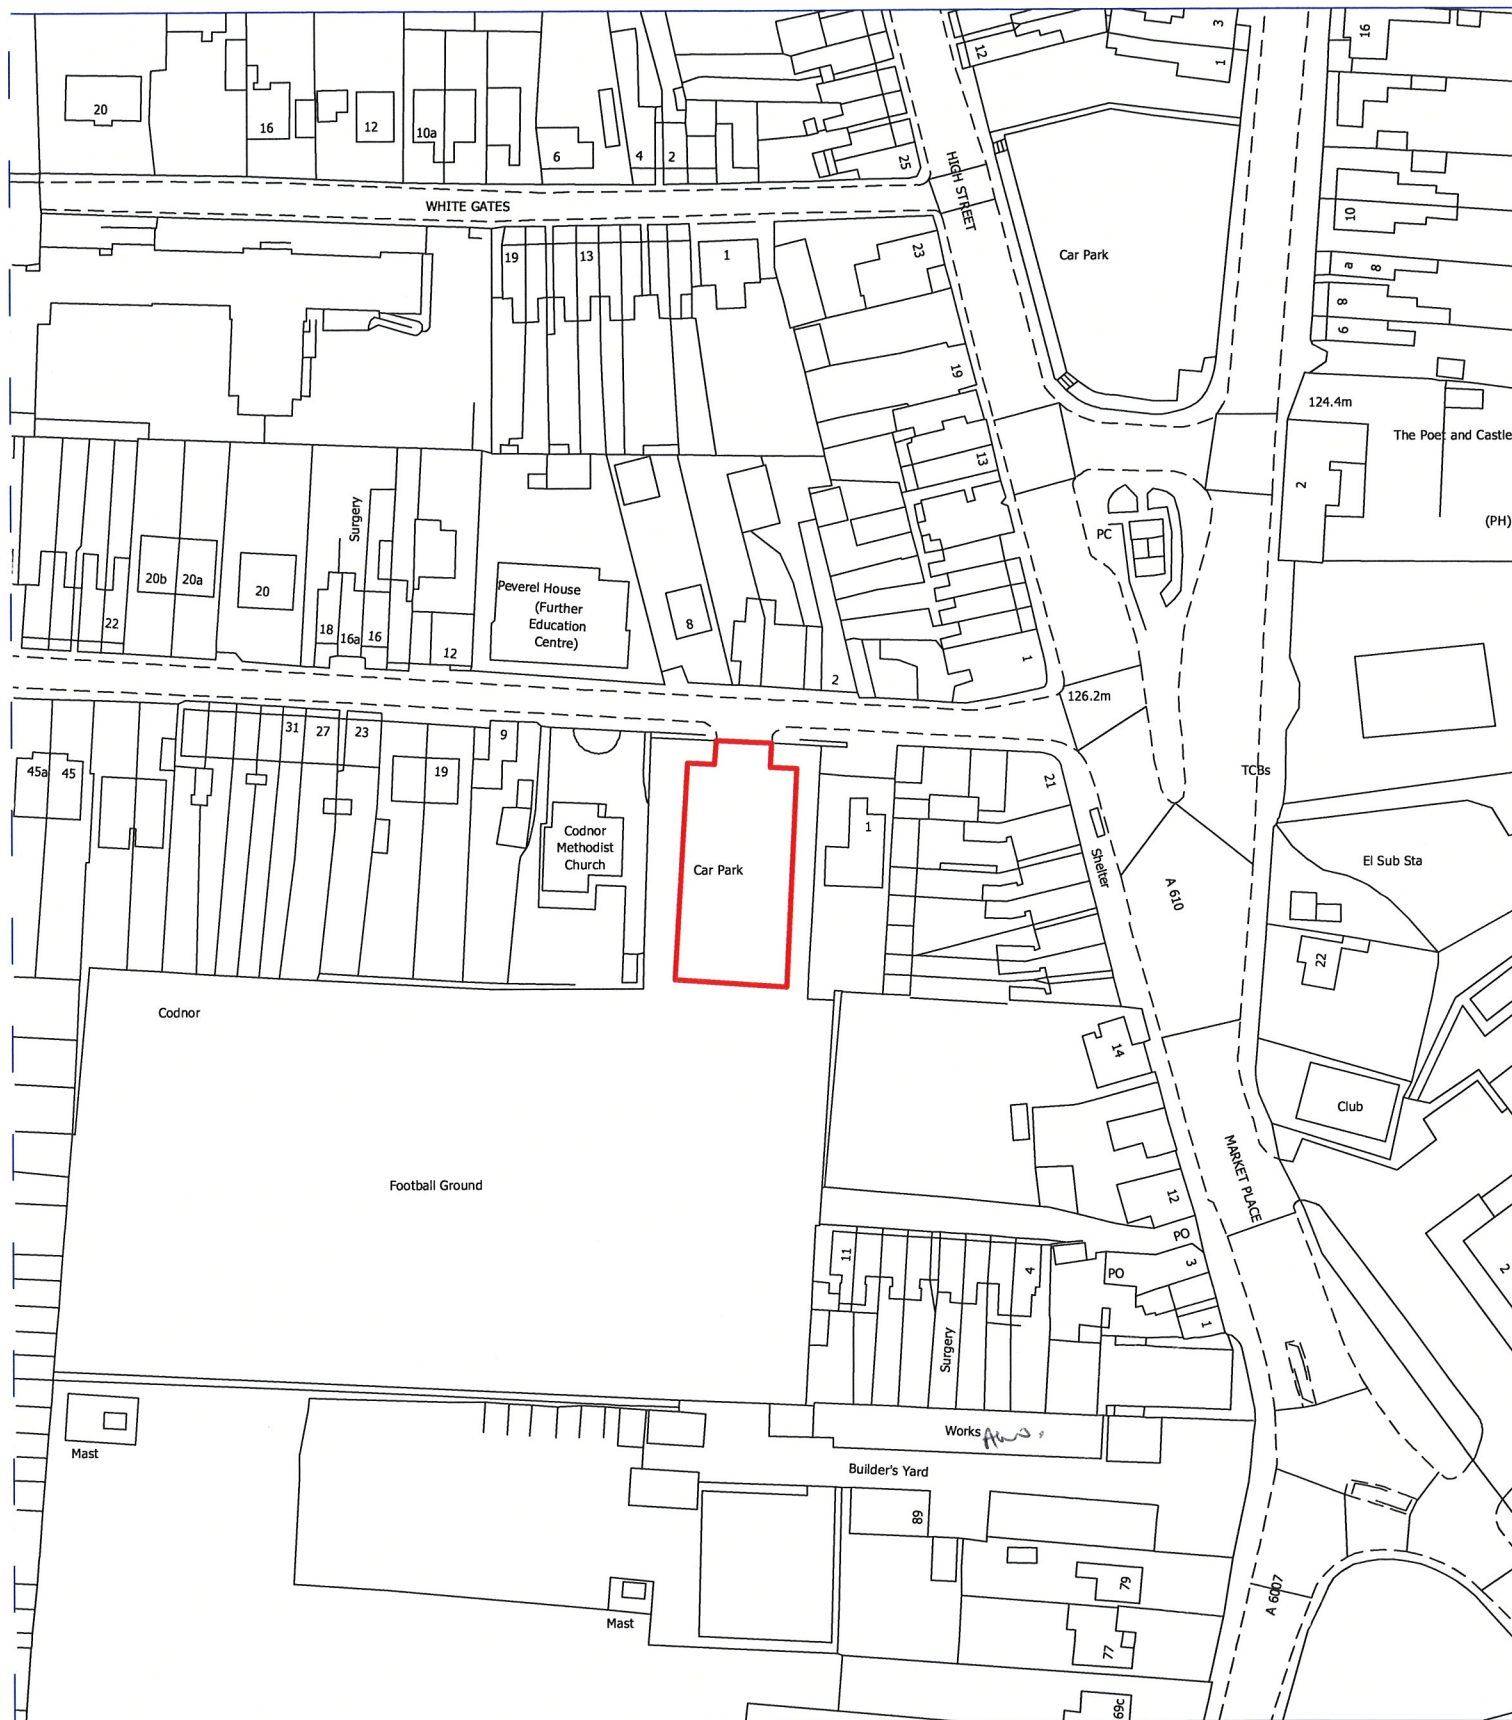 16
3
1
12
20
16
12
10a
6
4
2
25
HIGH STREET
WHITE GATES
10
Car Park
19
13
1
23
a
8
8
6
19
124.4m
The Poet and Castle
13
2
(PH)
Surgery
PC
20b
20a
20
22
18
16a
16
12
Peverel House
(Further
Education
Centre)
8
2
1
126.2m
31
27
23
9
45a
45
19
TCBs
21
Codnor
Methodist
Church
1
Car Park
Shelter
El Sub Sta
A 610
22
Codnor
14
Club
MARKET PLACE
Football Ground
12
PO
11
4
PO
3
2
1
Surgery
Works
Mast
Builder's Yard
89
79
A 6007
Mast
77
69c